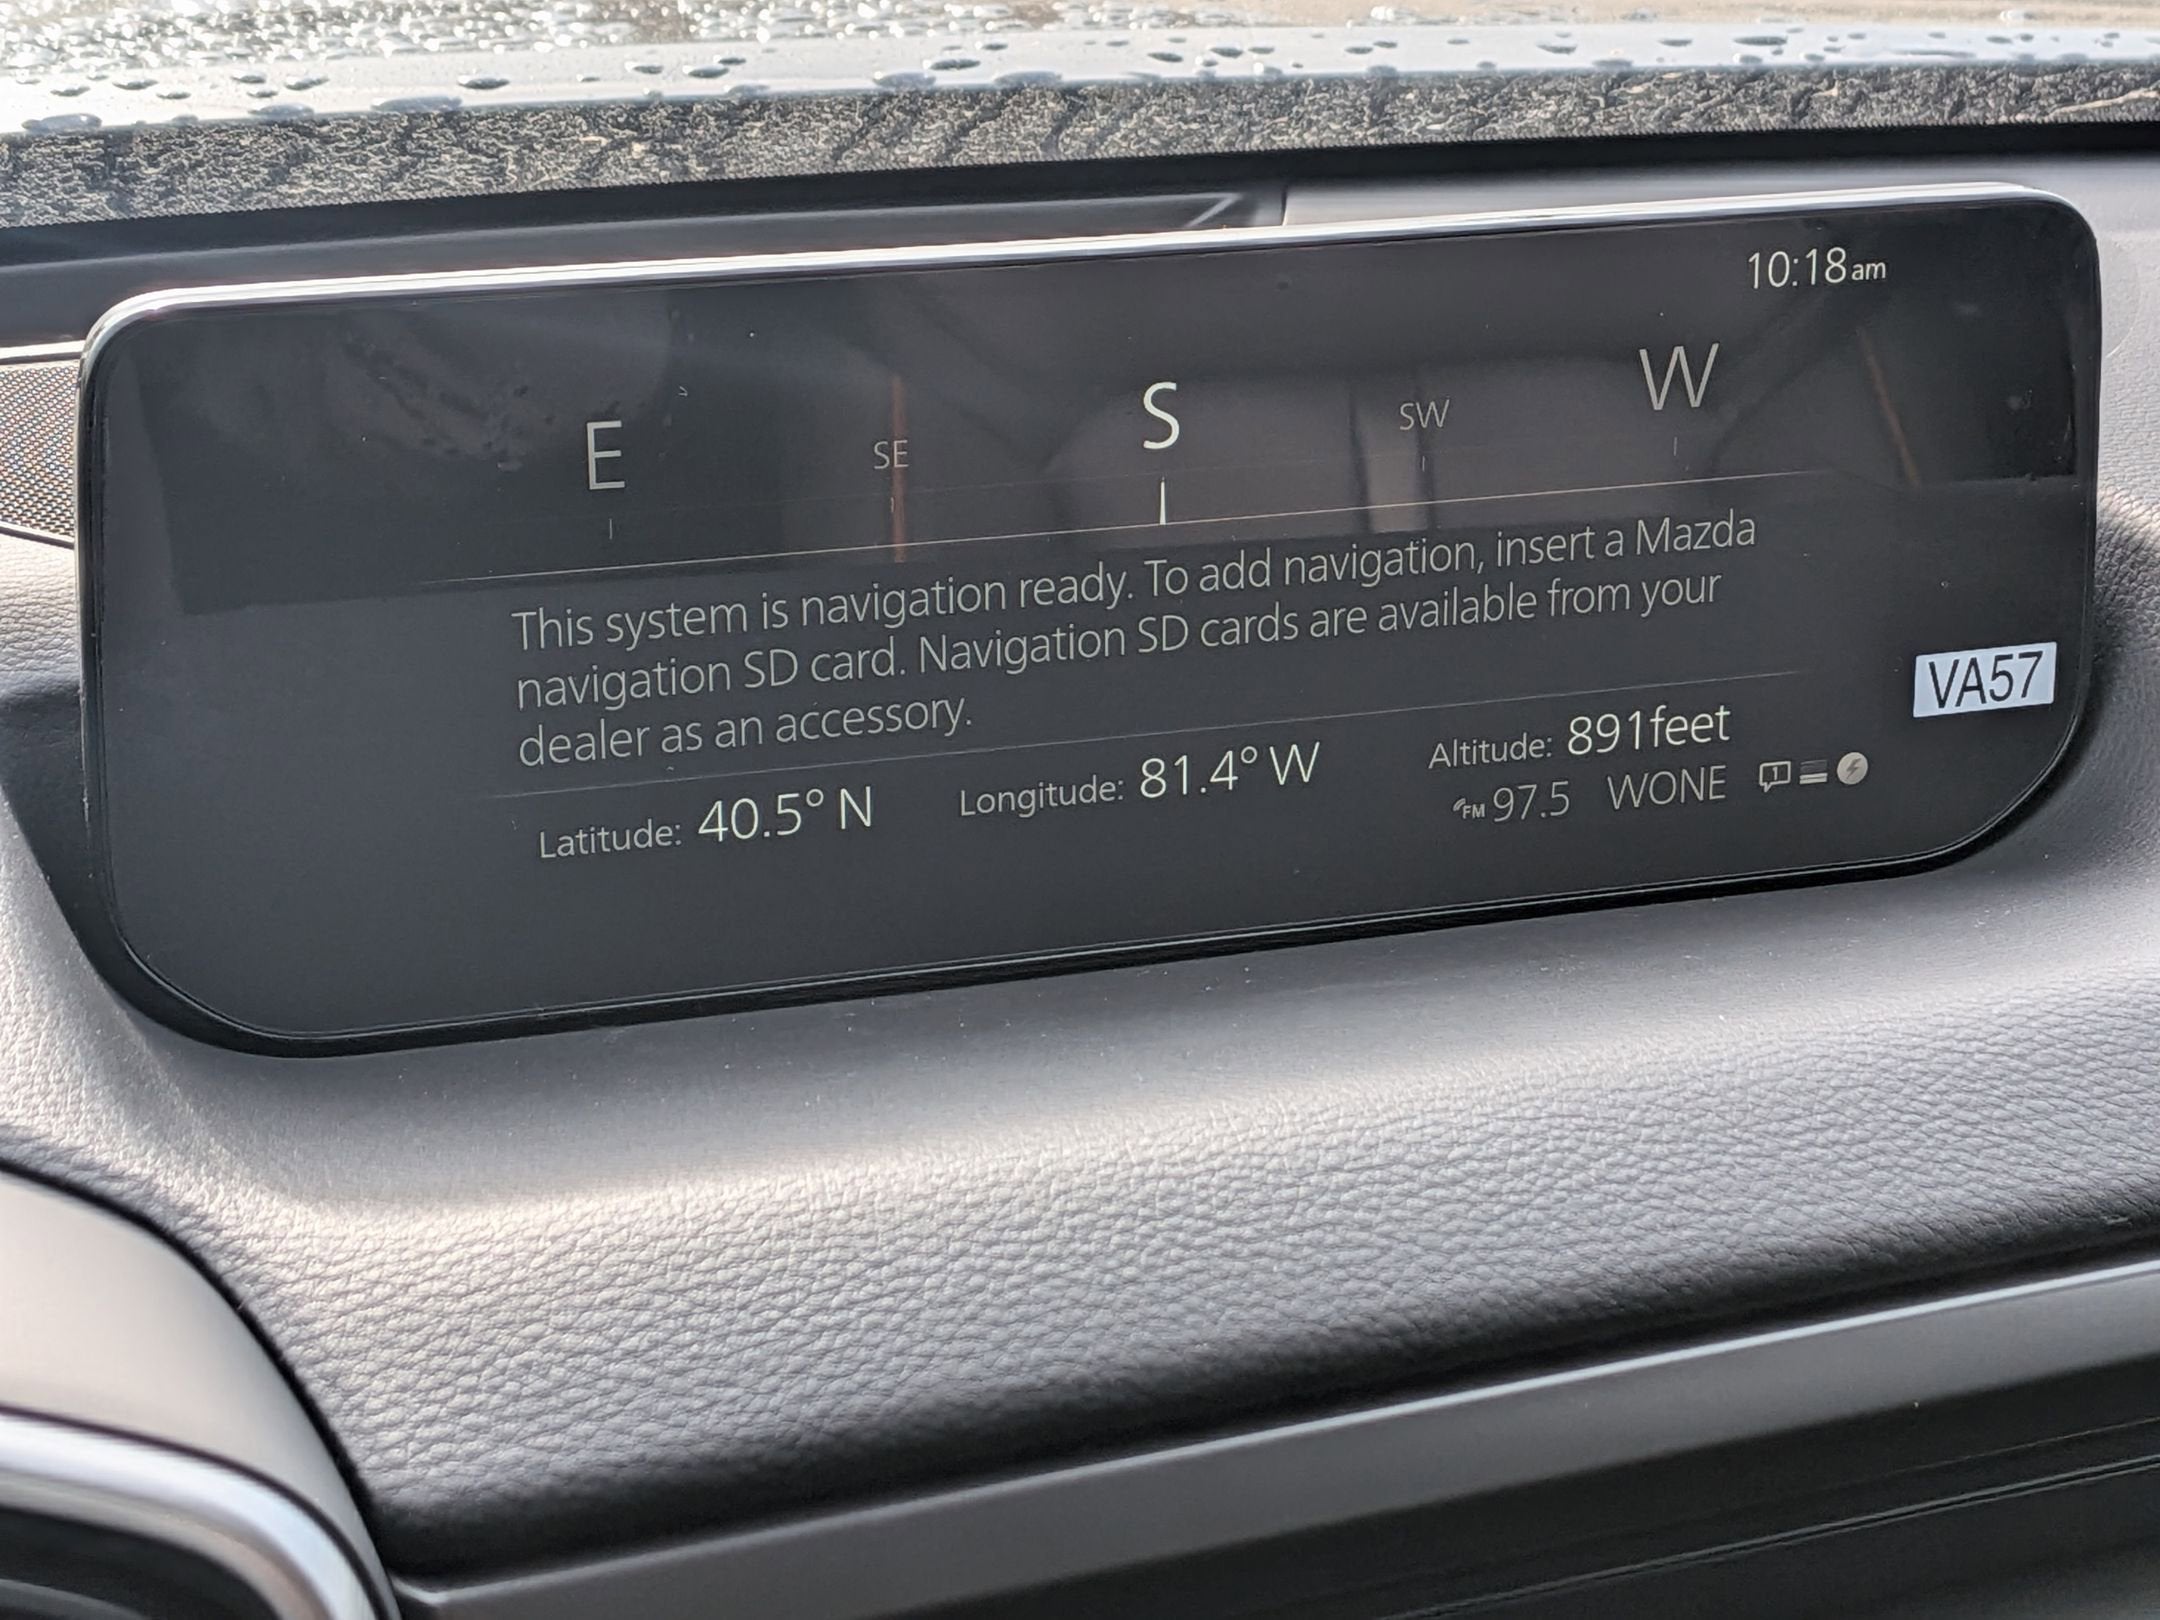 10:18am
E SE S SW W
This system is navigation ready. To add navigation, insert a Mazda
navigation SD card. Navigation SD cards are available from your
dealer as an accessory.
VA57
Latitude: 40.5° N Longitude: 81.4° W Altitude: 891feet
FM 97.5 WONE 1